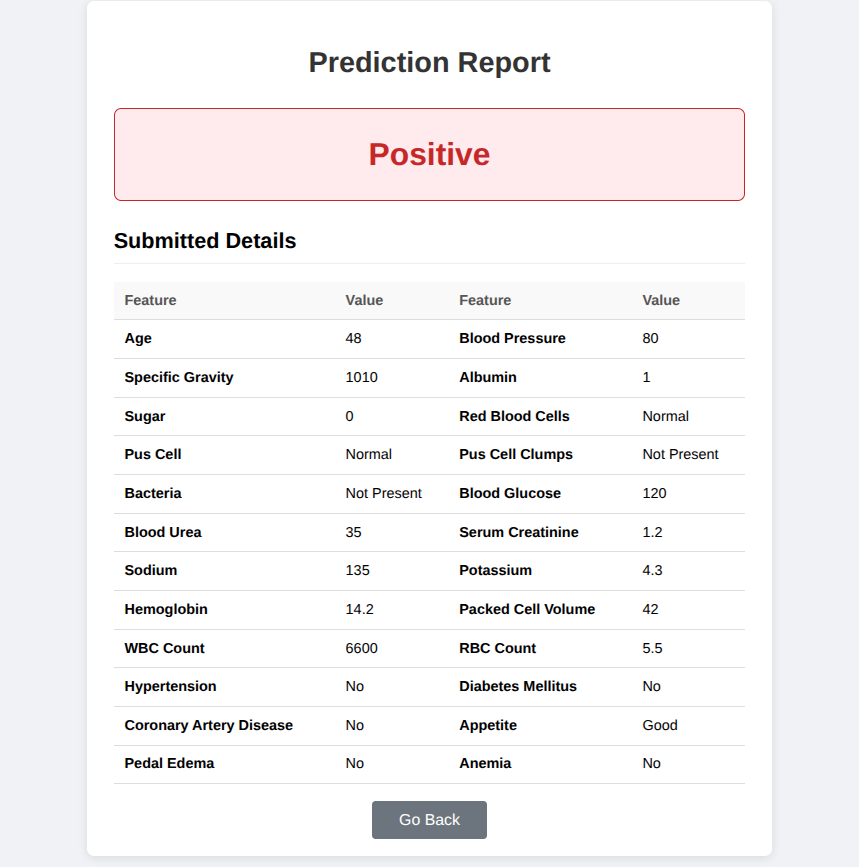 Prediction Report
Positive
Submitted Details
Feature Value Feature Value
Age 48 Blood Pressure 80
Specific Gravity 1010 Albumin 1
Sugar 0 Red Blood Cells Normal
Pus Cell Normal Pus Cell Clumps Not Present
Bacteria Not Present Blood Glucose 120
Blood Urea 35 Serum Creatinine 1.2
Sodium 135 Potassium 4.3
Hemoglobin 14.2 Packed Cell Volume 42
WBC Count 6600 RBC Count 5.5
Hypertension No Diabetes Mellitus No
Coronary Artery Disease No Appetite Good
Pedal Edema No Anemia No
Go Back